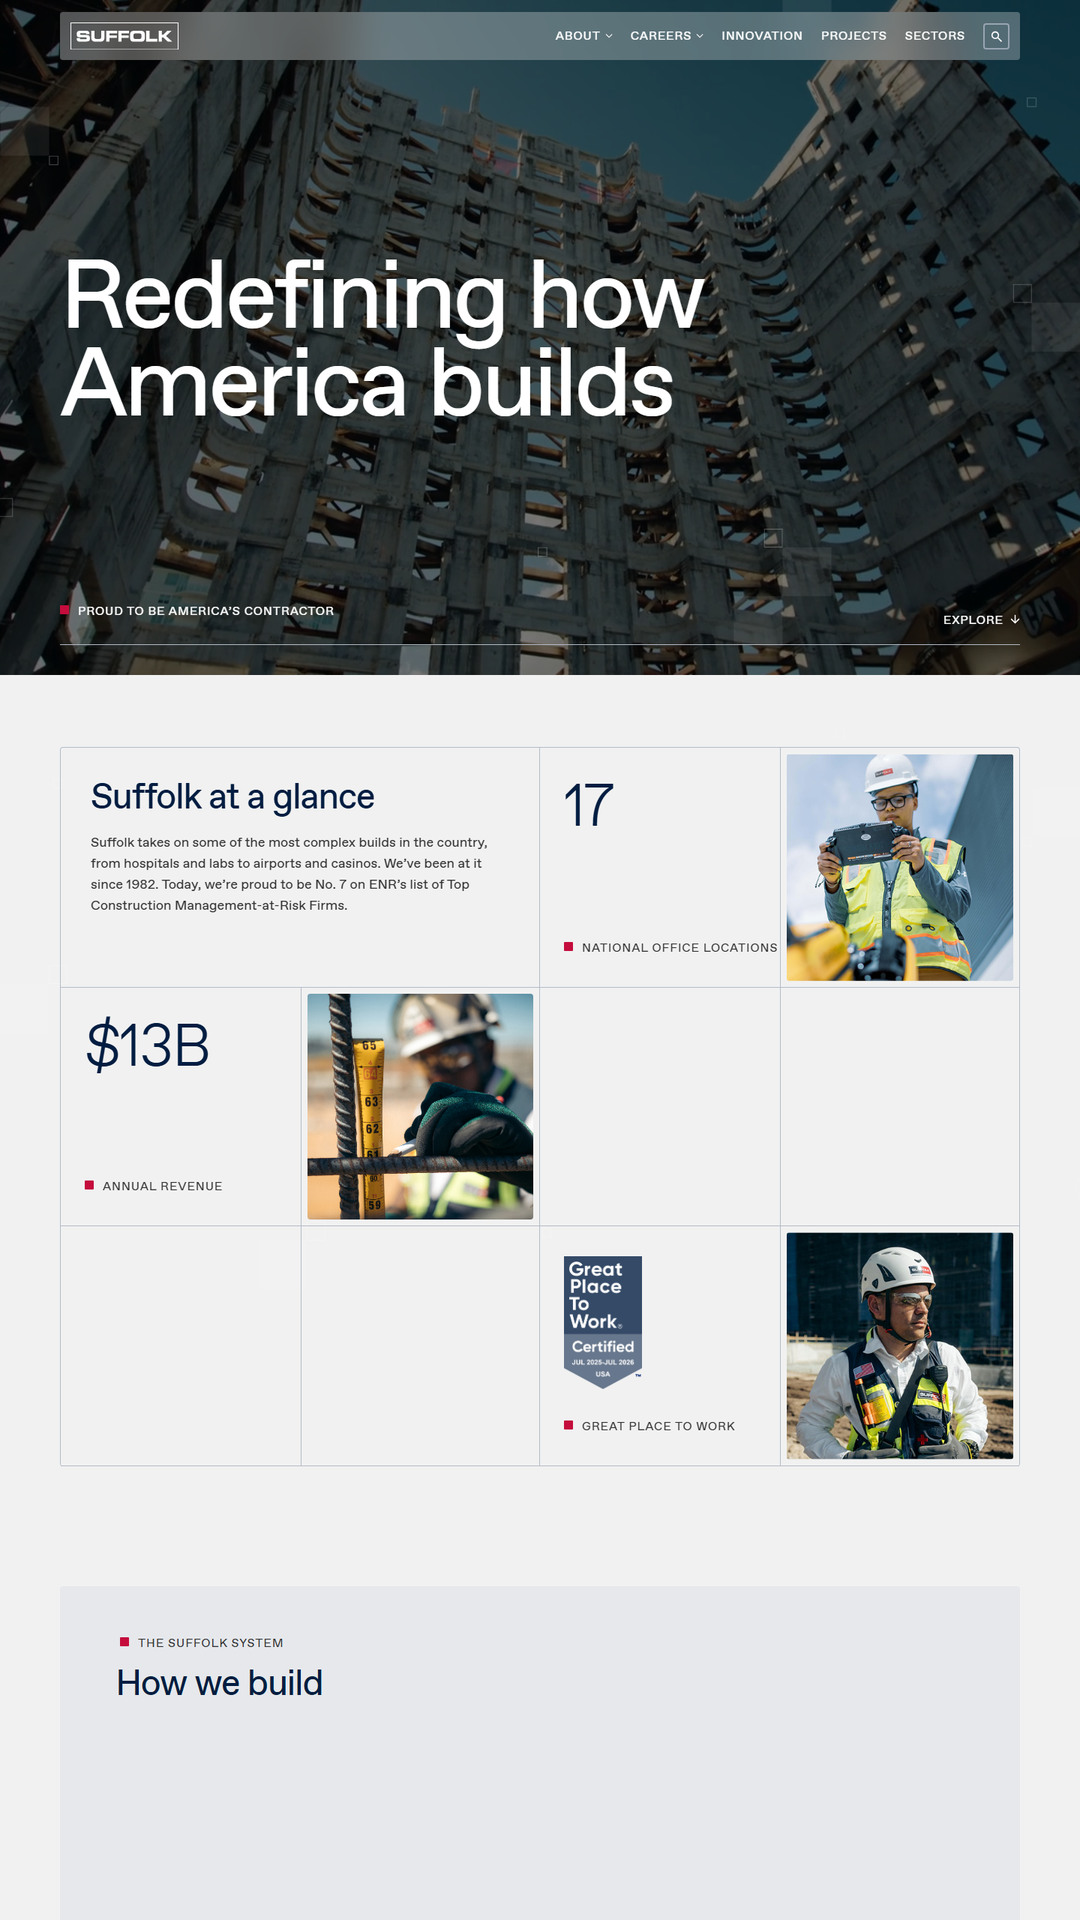 SUFFOLK
ABOUT CAREERS INNOVATION PROJECTS SECTORS
Redefining how
America builds
PROUD TO BE AMERICA'S CONTRACTOR
EXPLORE
Suffolk at a glance
Suffolk takes on some of the most complex builds in the country,
from hospitals and labs to airports and casinos. We've been at it
since 1982. Today, we're proud to be No. 7 on ENR's list of Top
Construction Management-at-Risk Firms.
17
NATIONAL OFFICE LOCATIONS
$13B
ANNUAL REVENUE
65
64
63
62
61
60
59
Great
Place
To
Work®
Certified
JUL 2025-JUL 2026
USA
™
GREAT PLACE TO WORK
THE SUFFOLK SYSTEM
How we build